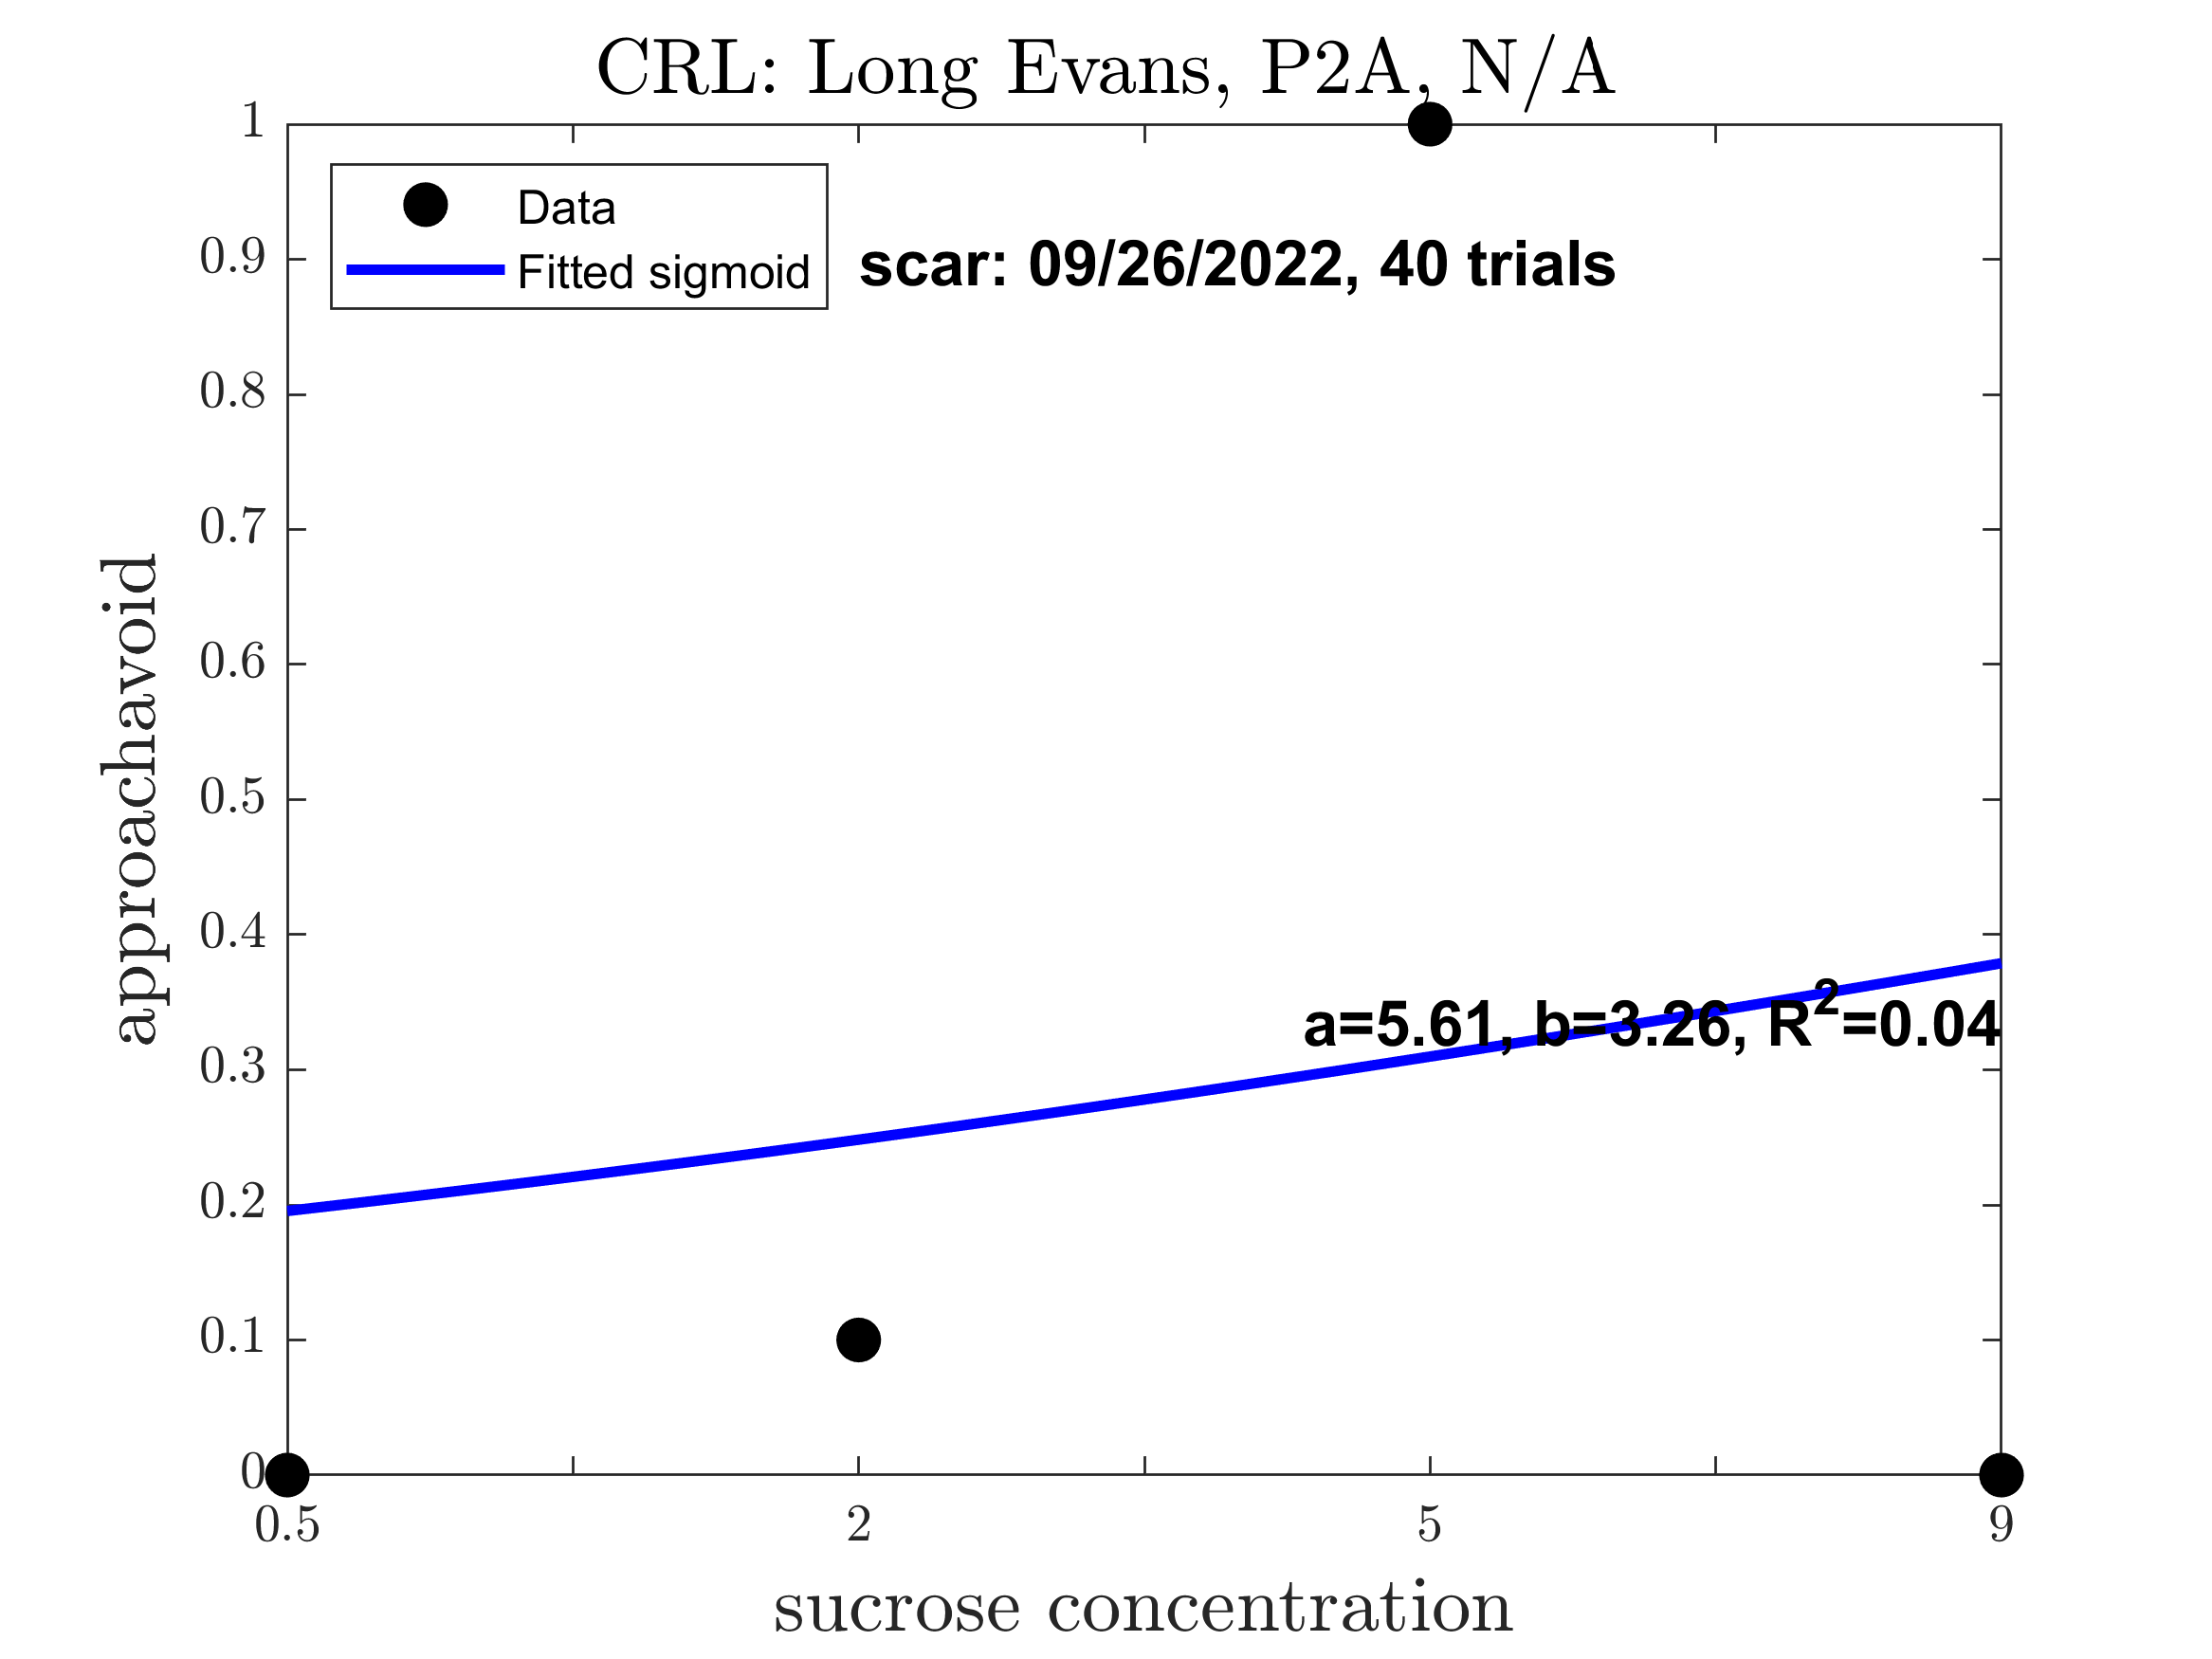 CRL: Long Evans, P2A, N/A
1
Data
Fitted sigmoid
scar: 09/26/2022, 40 trials
0.9
0.8
0.7
0.6
0.5
0.4
0.3
0.2
0.1
0
approachavoid
a=5.61, b=3.26, R²=0.04
0.5 2 5 9
sucrose concentration